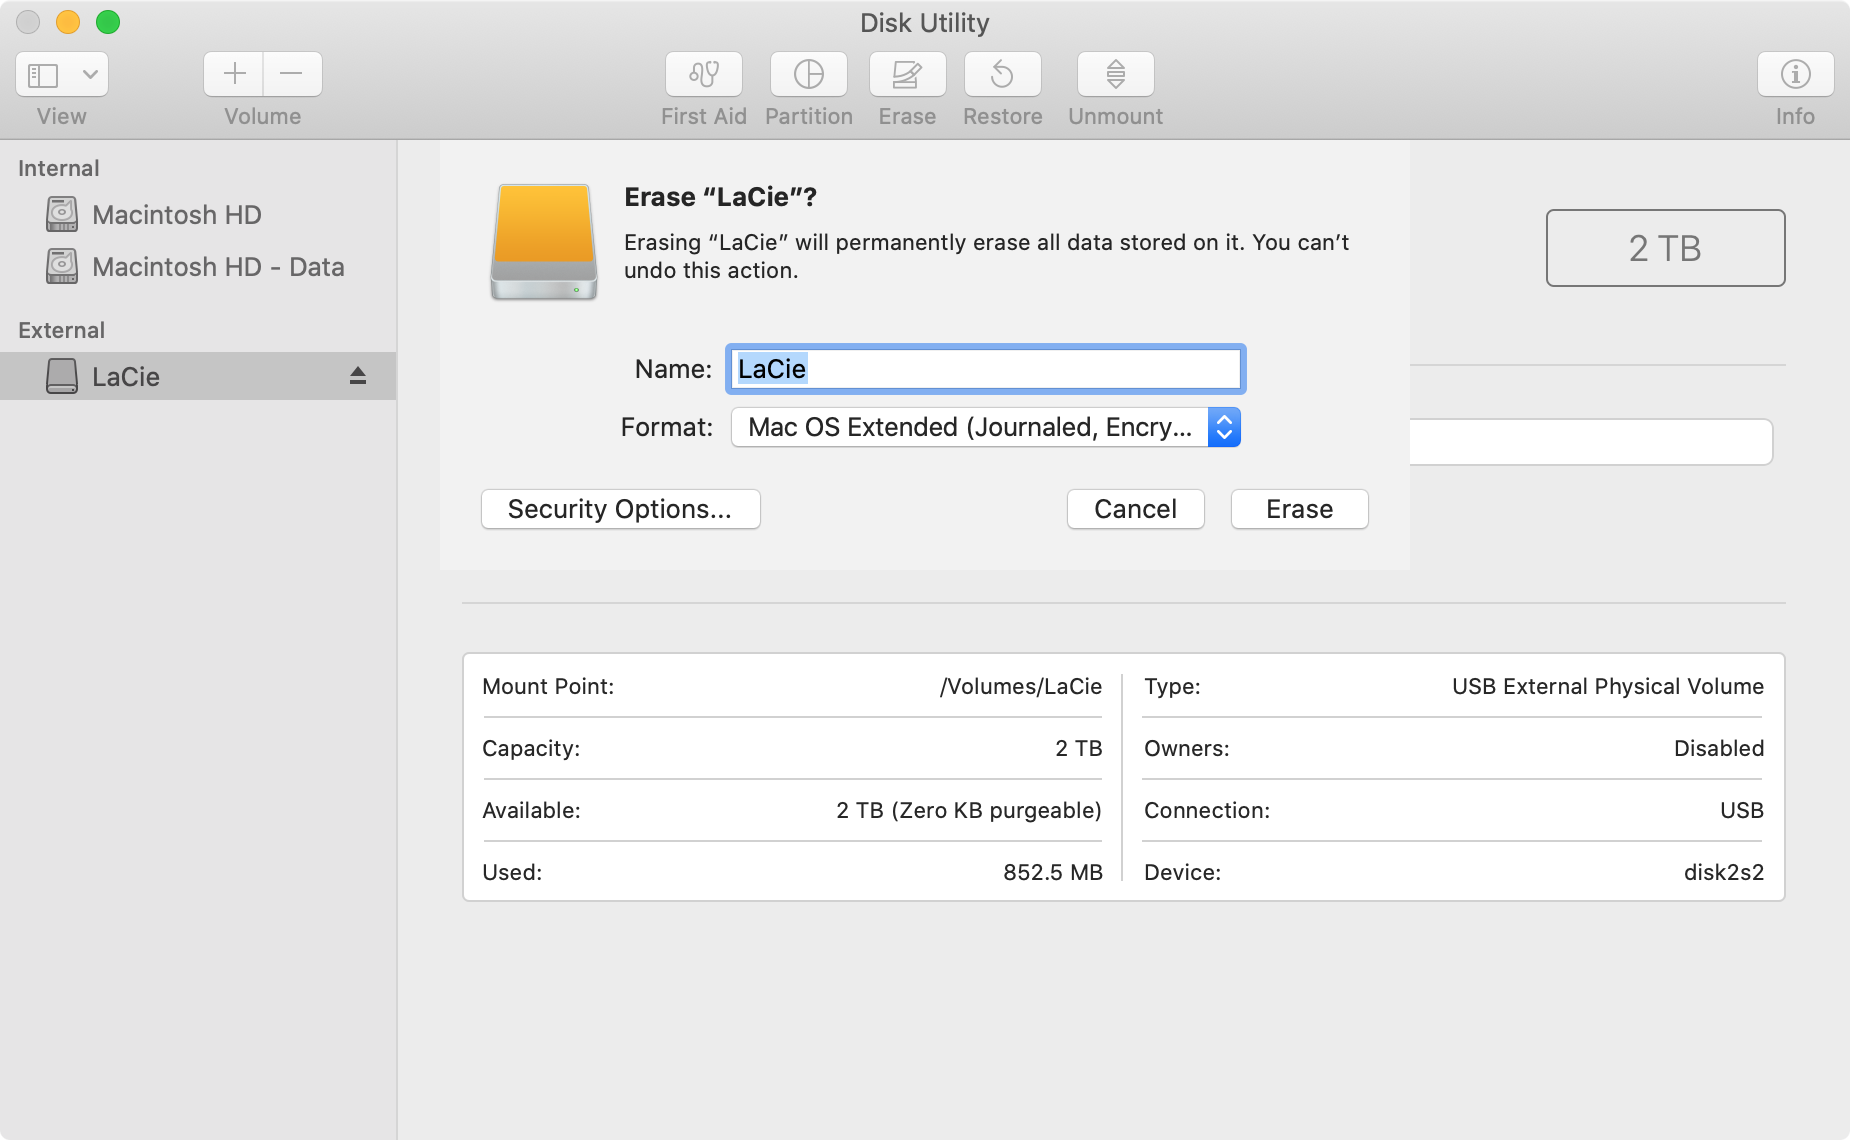 Disk Utility
View
Volume
First Aid
Partition
Erase
Restore
Unmount
Info
Internal
Macintosh HD
Macintosh HD - Data
External
LaCie
Erase “LaCie”?
Erasing “LaCie” will permanently erase all data stored on it. You can’t
undo this action.
Name: LaCie
Format: Mac OS Extended (Journaled, Encry...
Security Options...
Cancel
Erase
2 TB
Mount Point: /Volumes/LaCie
Capacity: 2 TB
Available: 2 TB (Zero KB purgeable)
Used: 852.5 MB
Type: USB External Physical Volume
Owners: Disabled
Connection: USB
Device: disk2s2